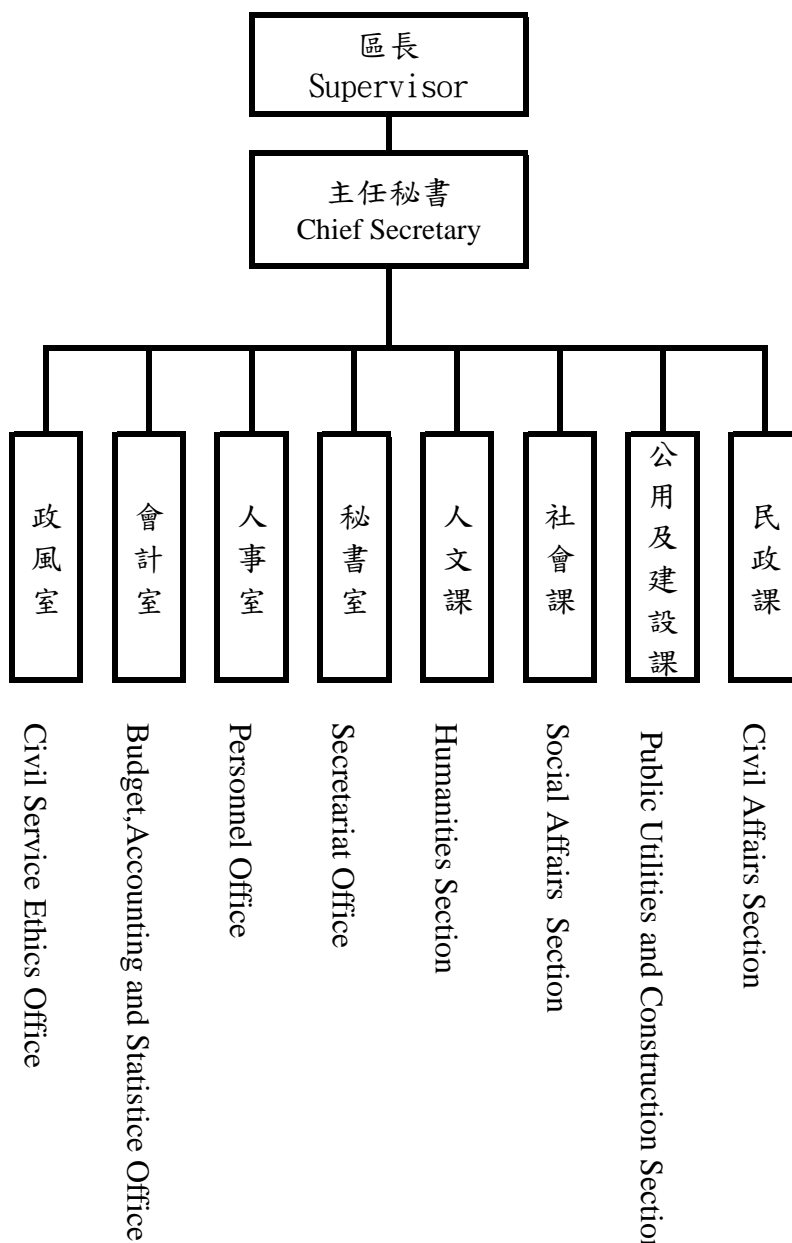 區長
Supervisor
主任秘書
Chief Secretary
政風室
會計室
人事室
秘書室
人文課
社會課
公用及建設課
民政課
Civil Service Ethics Office
Budget,Accounting and Statistice Office
Personnel Office
Secretariat Office
Humanities Section
Social Affairs Section
Public Utilities and Construction Section
Civil Affairs Section